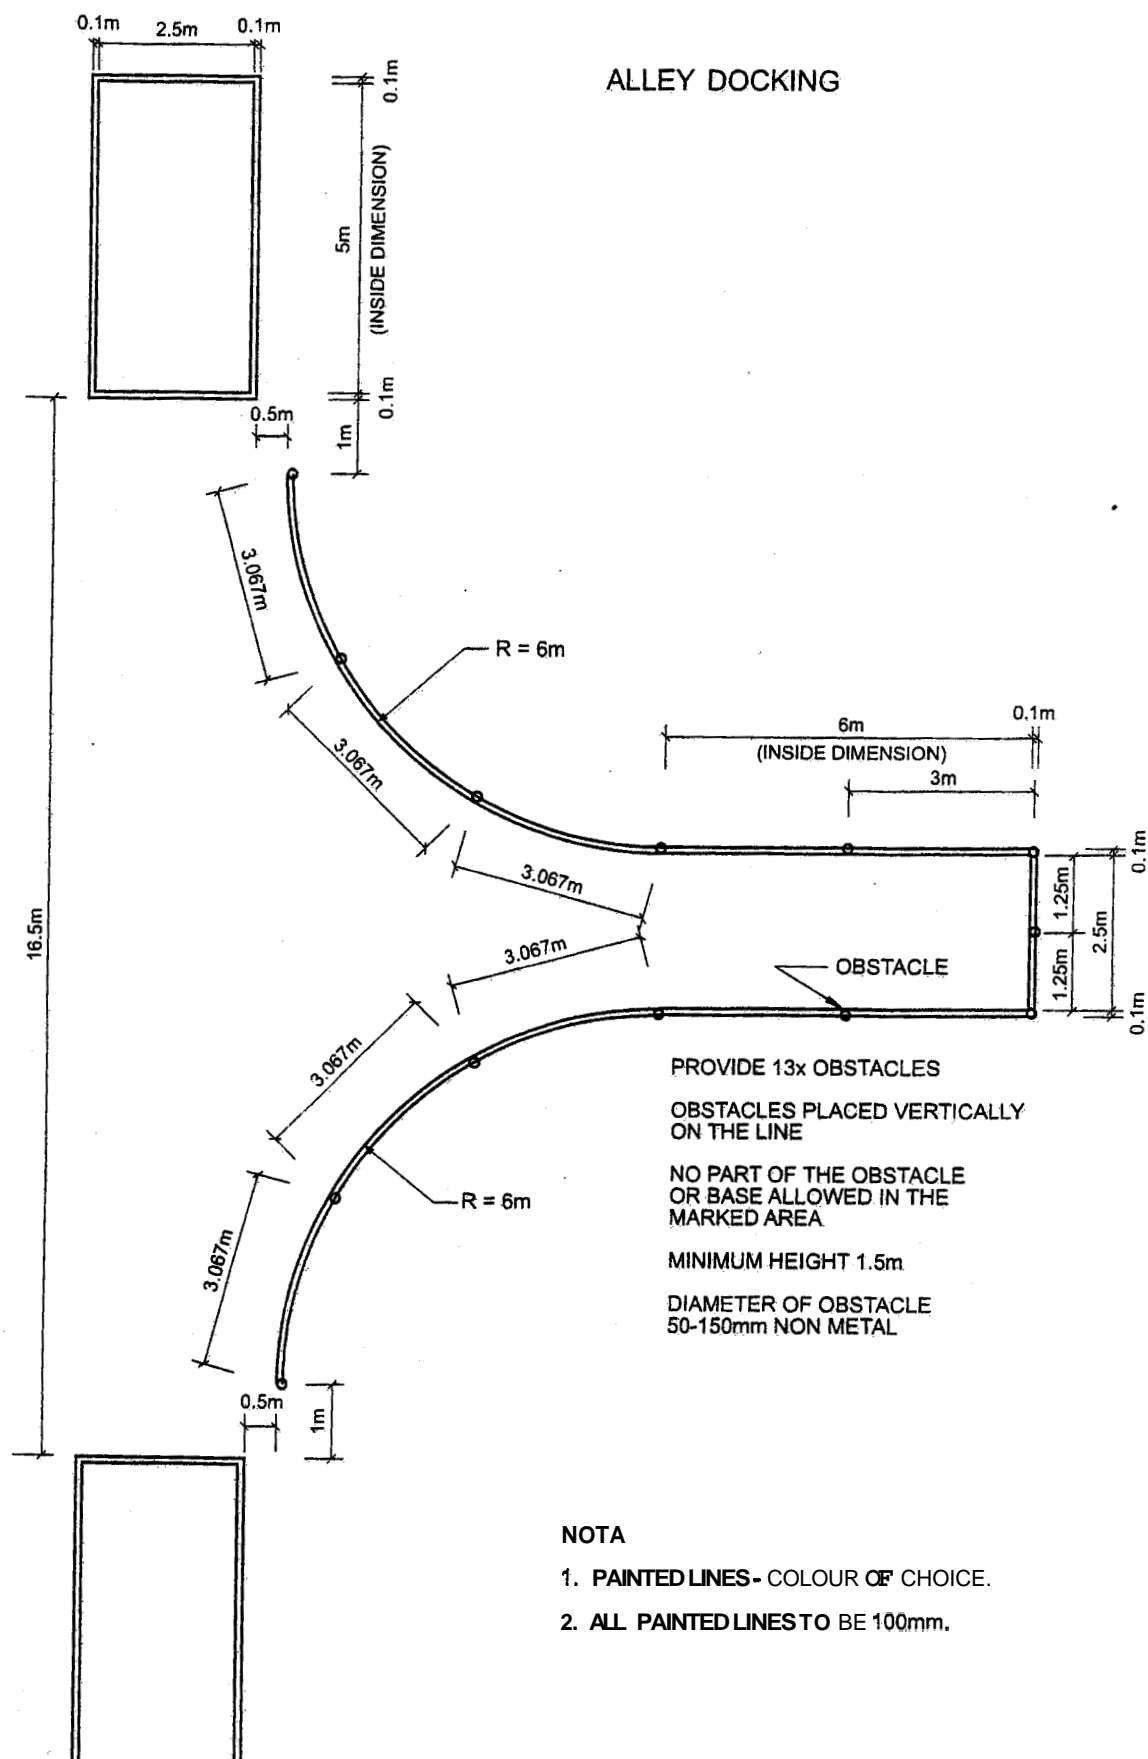 0.1m 2.5m 0.1m
ALLEY DOCKING
0.1m
5m
(INSIDE DIMENSION)
0.1m
0.5m
1m
3.067m
R = 6m
3.067m
0.1m
6m
(INSIDE DIMENSION)
3m
0.1m
3.067m
1.25m
2.5m
16.5m
3.067m
OBSTACLE
1.25m
0.1m
3.067m
PROVIDE 13x OBSTACLES
OBSTACLES PLACED VERTICALLY
ON THE LINE
NO PART OF THE OBSTACLE
OR BASE ALLOWED IN THE
MARKED AREA
R = 6m
3.067m
MINIMUM HEIGHT 1.5m
DIAMETER OF OBSTACLE
50-150mm NON METAL
0.5m
1m
NOTA
1. PAINTED LINES - COLOUR OF CHOICE.
2. ALL PAINTED LINES TO BE 100mm.